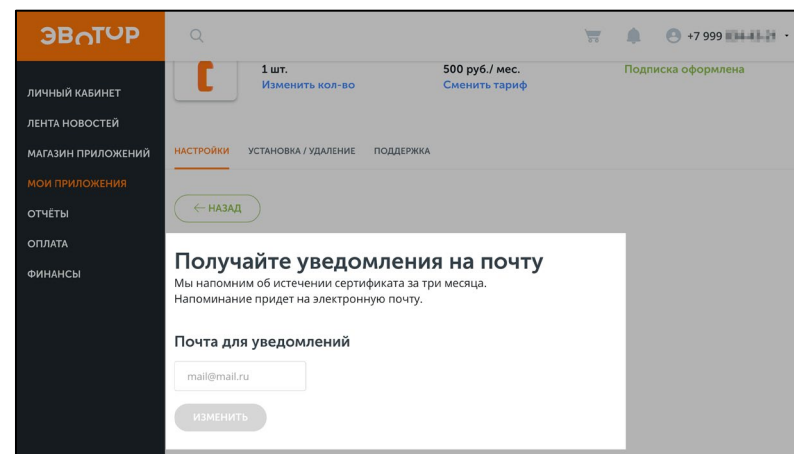 ЭВОТОР
+7 999
1 шт.
500 руб./ мес.
Подписка оформлена
Изменить кол-во
Сменить тариф
ЛИЧНЫЙ КАБИНЕТ
ЛЕНТА НОВОСТЕЙ
МАГАЗИН ПРИЛОЖЕНИЙ
МОИ ПРИЛОЖЕНИЯ
ОТЧЁТЫ
ОПЛАТА
ФИНАНСЫ
НАСТРОЙКИ
УСТАНОВКА / УДАЛЕНИЕ
ПОДДЕРЖКА
НАЗАД
Получайте уведомления на почту
Мы напомним об истечении сертификата за три месяца.
Напоминание придет на электронную почту.
Почта для уведомлений
mail@mail.ru
ИЗМЕНИТЬ